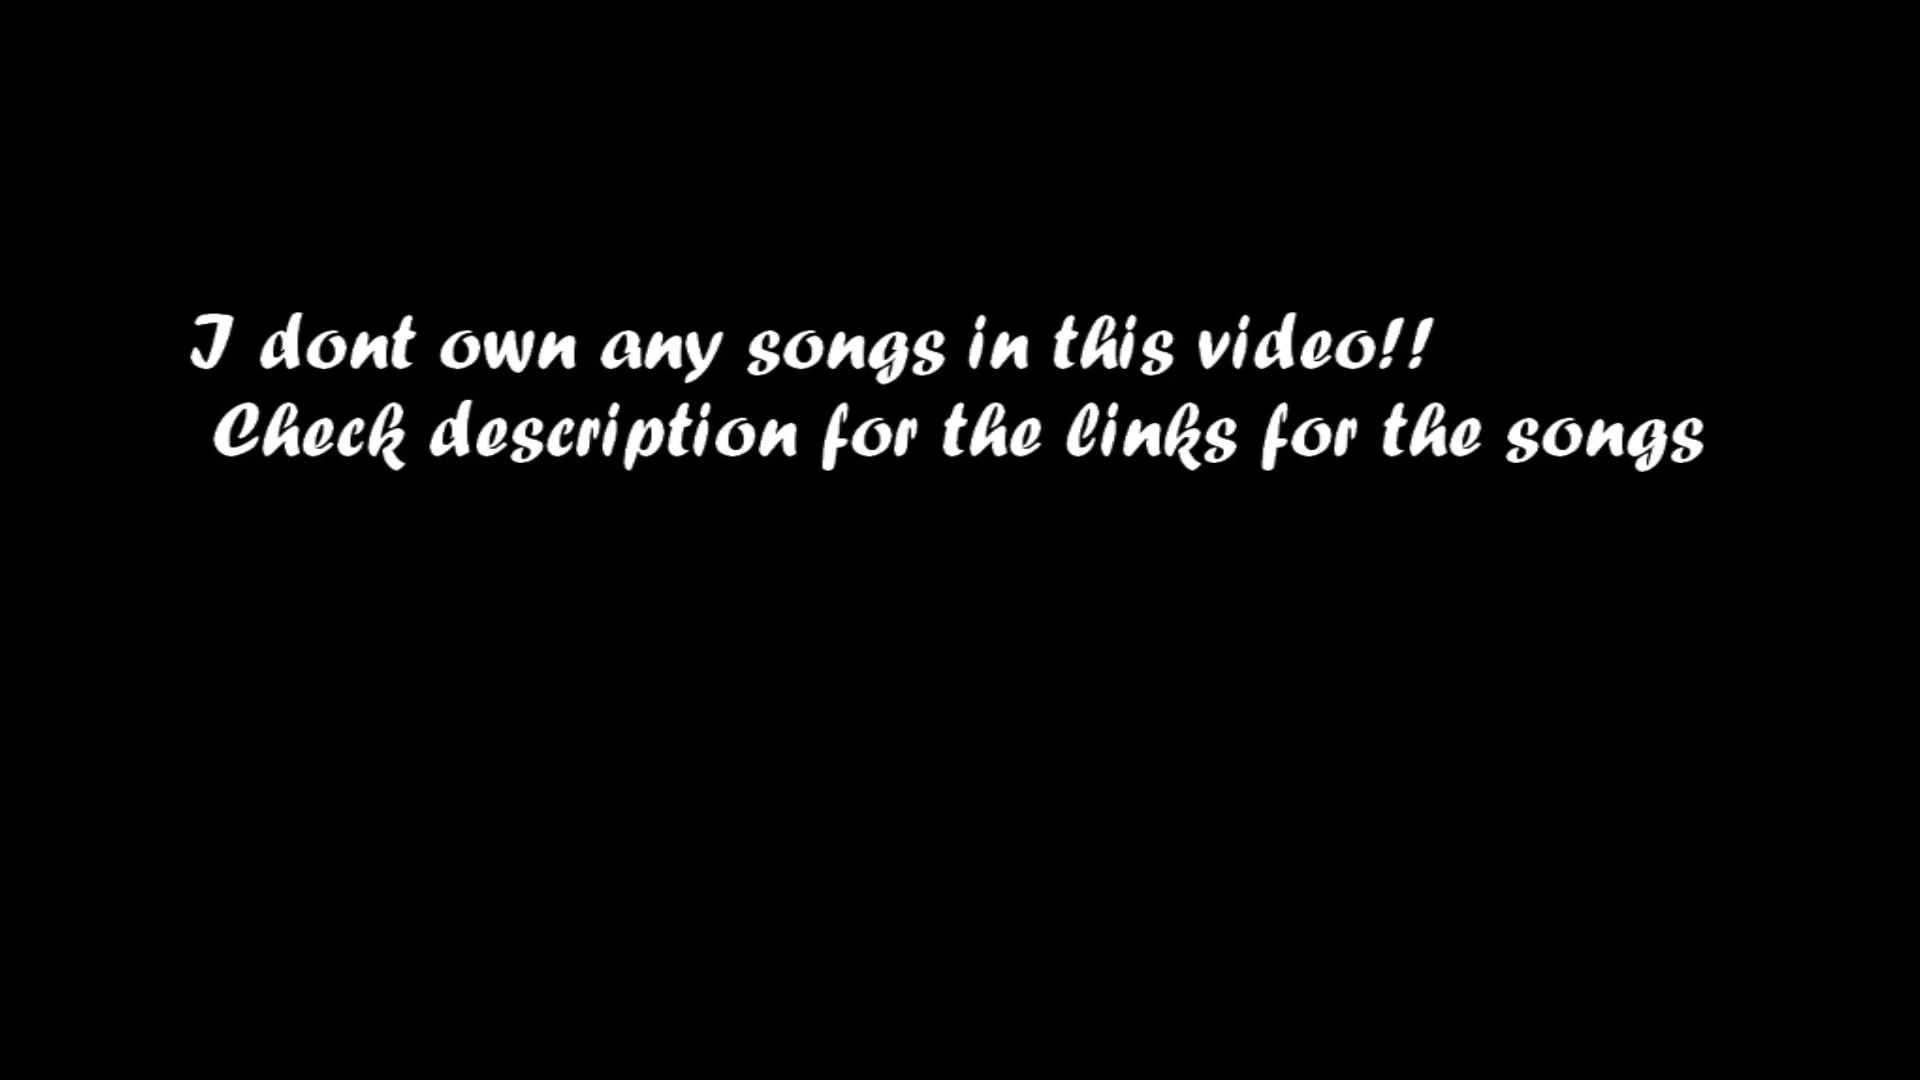 I dont own any songs in this video!!
Check description for the links for the songs